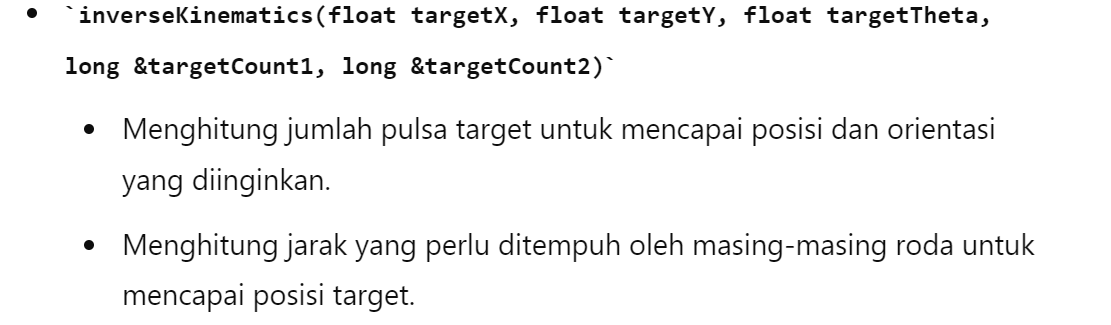 • `inverseKinematics(float targetX, float targetY, float targetTheta,
long &targetCount1, long &targetCount2)`
• Menghitung jumlah pulsa target untuk mencapai posisi dan orientasi
yang diinginkan.
• Menghitung jarak yang perlu ditempuh oleh masing-masing roda untuk
mencapai posisi target.